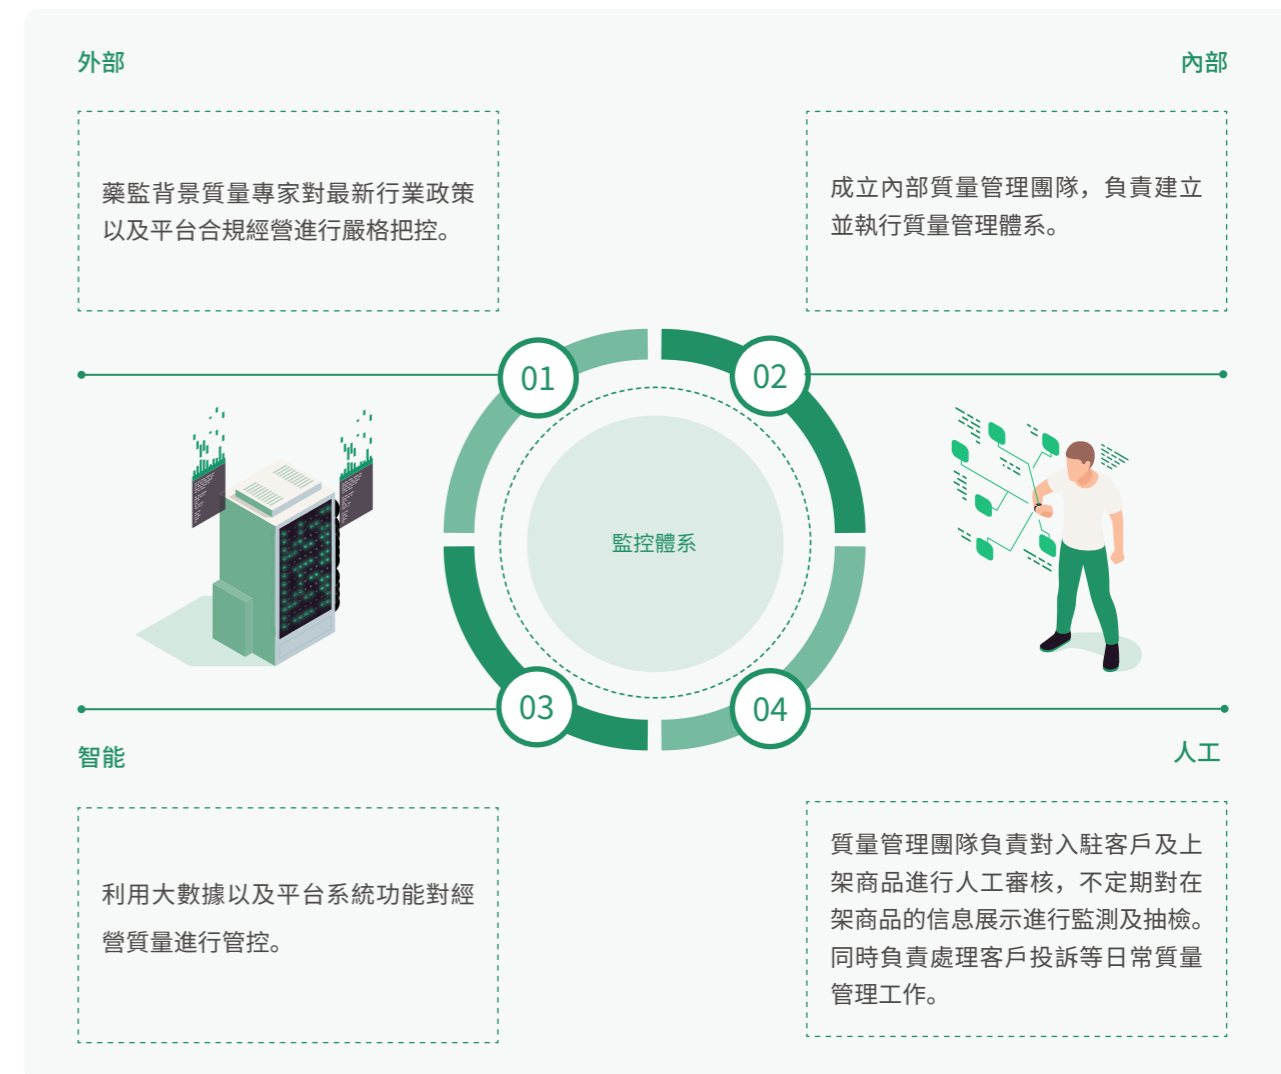 外部
藥監背景質量專家對最新行業政策
以及平台合規經營進行嚴格把控。
內部
成立內部質量管理團隊，負責建立
並執行質量管理體系。
01
02
監控體系
03
04
智能
利用大數據以及平台系統功能對經
營質量進行管控。
人工
質量管理團隊負責對入駐客戶及上
架商品進行人工審核，不定期對在
架商品的信息展示進行監測及抽檢。
同時負責處理客戶投訴等日常質量
管理工作。